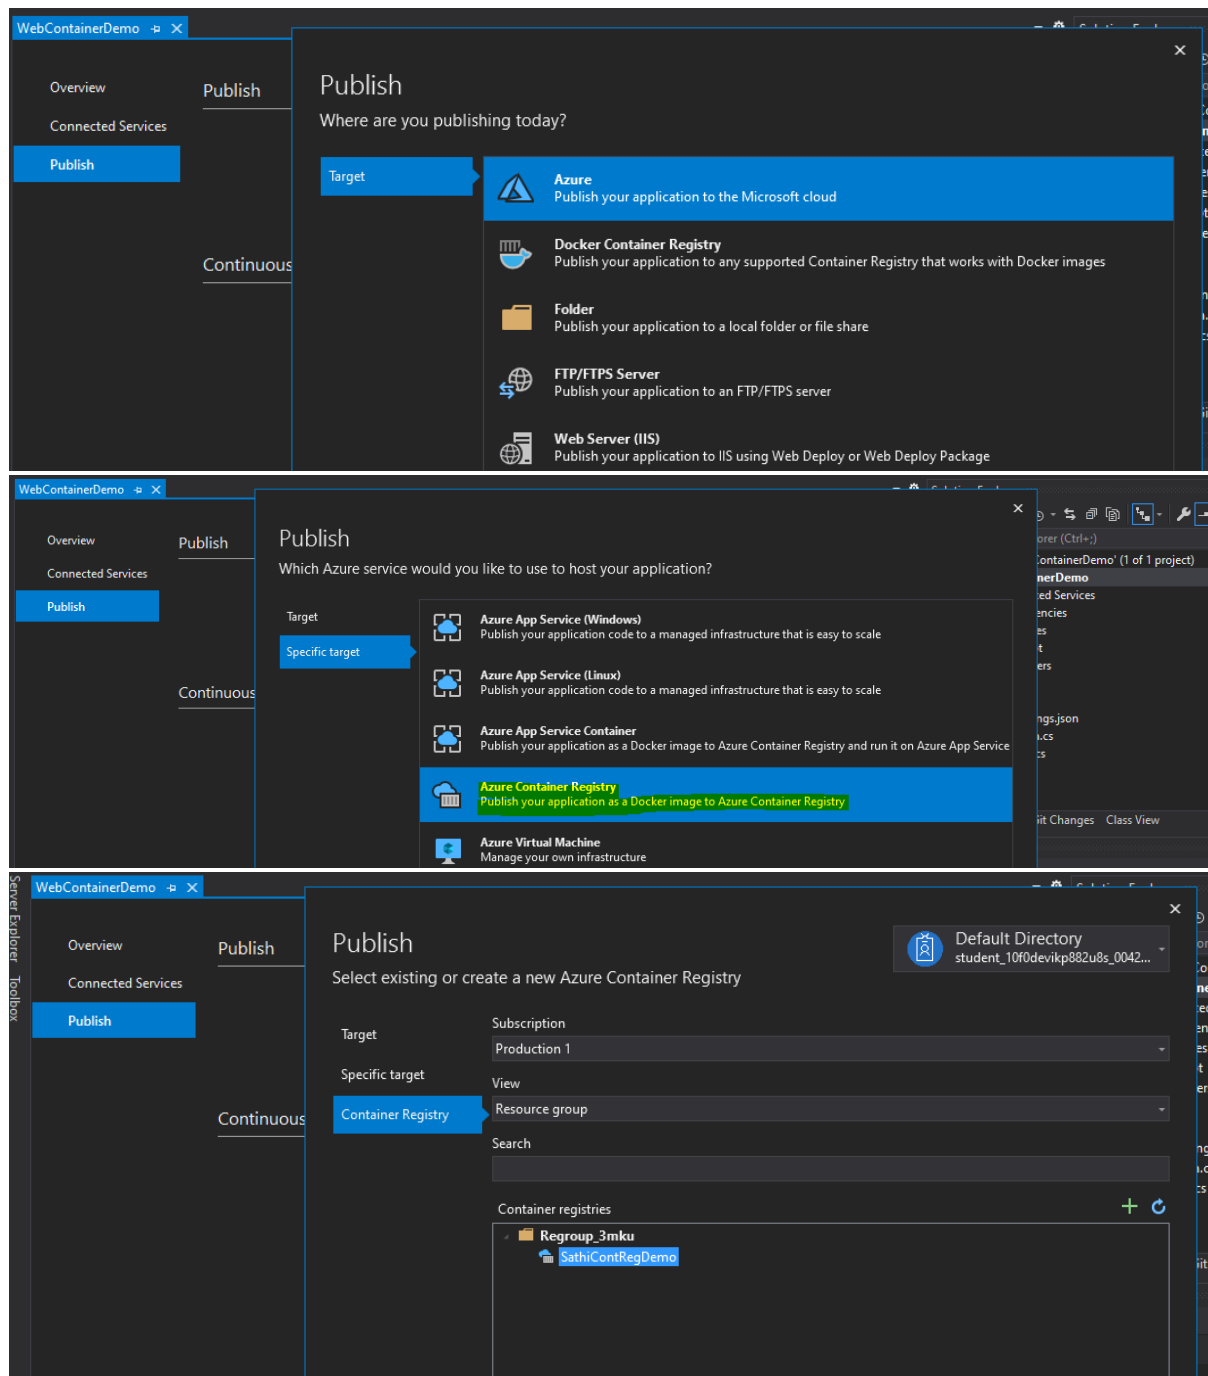 WebContainerDemo
Overview
Connected Services
Publish
Publish
Continuous
Publish
Where are you publishing today?
Target
Azure
Publish your application to the Microsoft cloud
Docker Container Registry
Publish your application to any supported Container Registry that works with Docker images
Folder
Publish your application to a local folder or file share
FTP/FTPS Server
Publish your application to an FTP/FTPS server
Web Server (IIS)
Publish your application to IIS using Web Deploy or Web Deploy Package
WebContainerDemo
Overview
Connected Services
Publish
Publish
Continuous
Publish
Which Azure service would you like to use to host your application?
Target
Specific target
Azure App Service (Windows)
Publish your application code to a managed infrastructure that is easy to scale
Azure App Service (Linux)
Publish your application code to a managed infrastructure that is easy to scale
Azure App Service Container
Publish your application as a Docker image to Azure Container Registry and run it on Azure App Service
Azure Container Registry
Publish your application as a Docker image to Azure Container Registry
Azure Virtual Machine
Manage your own infrastructure
orer (Ctrl+;)
ContainerDemo' (1 of 1 project)
nerDemo
ed Services
encies
es
t
ers
ngs.json
.cs
cs
Git Changes Class View
Server Explorer
Toolbox
WebContainerDemo
Overview
Connected Services
Publish
Publish
Continuous
Publish
Select existing or create a new Azure Container Registry
Default Directory
student_10f0devikp882u8s_0042...
Target
Specific target
Container Registry
Subscription
Production 1
View
Resource group
Search
Container registries
Regroup_3mku
SathiContRegDemo